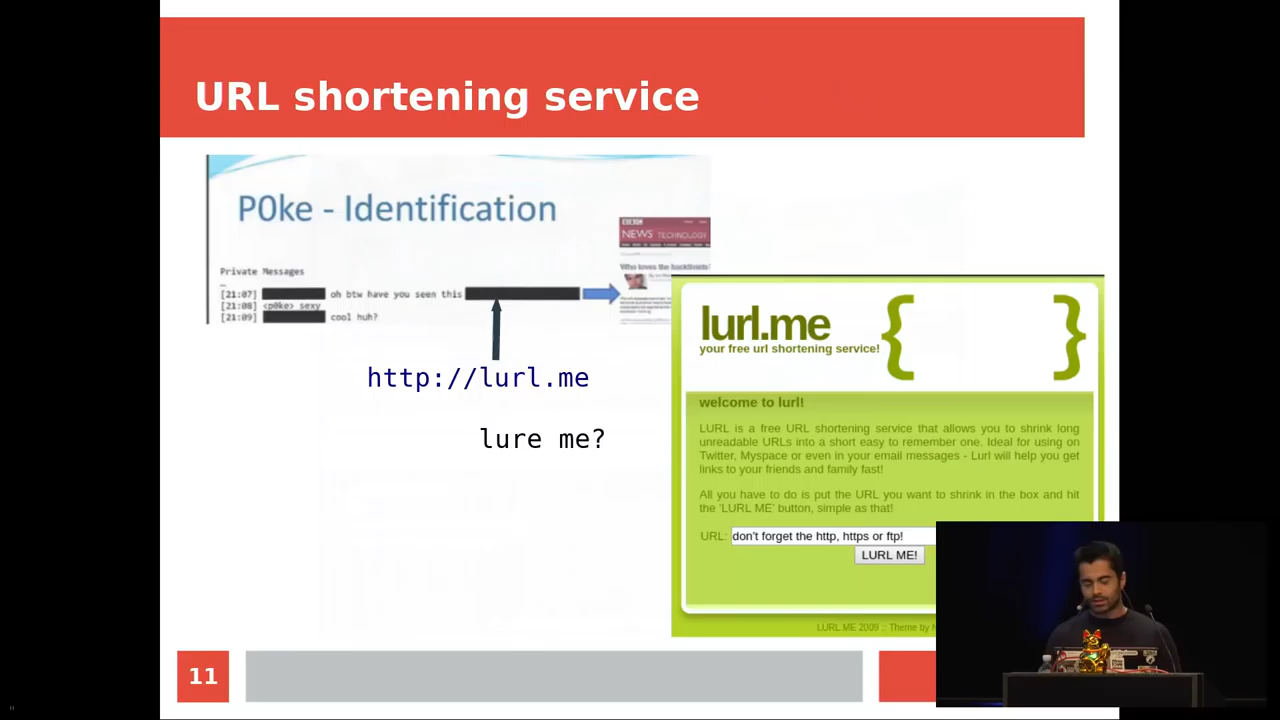 URL shortening service
P0ke - Identification
Private Messages
[21:07] oh btw have you seen this
[21:08] <p0ke> sexy
[21:09] cool huh?
BBC
NEWS TECHNOLOGY
Who loves the hacktivists?
http://lurl.me
lure me?
lurl.me
your free url shortening service!
{ }
welcome to lurl!
LURL is a free URL shortening service that allows you to shrink long
unreadable URLs into a short easy to remember one. Ideal for using on
Twitter, Myspace or even in your email messages - Lurl will help you get
links to your friends and family fast!
All you have to do is put the URL you want to shrink in the box and hit
the 'LURL ME' button, simple as that!
URL: don't forget the http, https or ftp!
LURL ME!
LURL ME 2009 :: Theme by
11